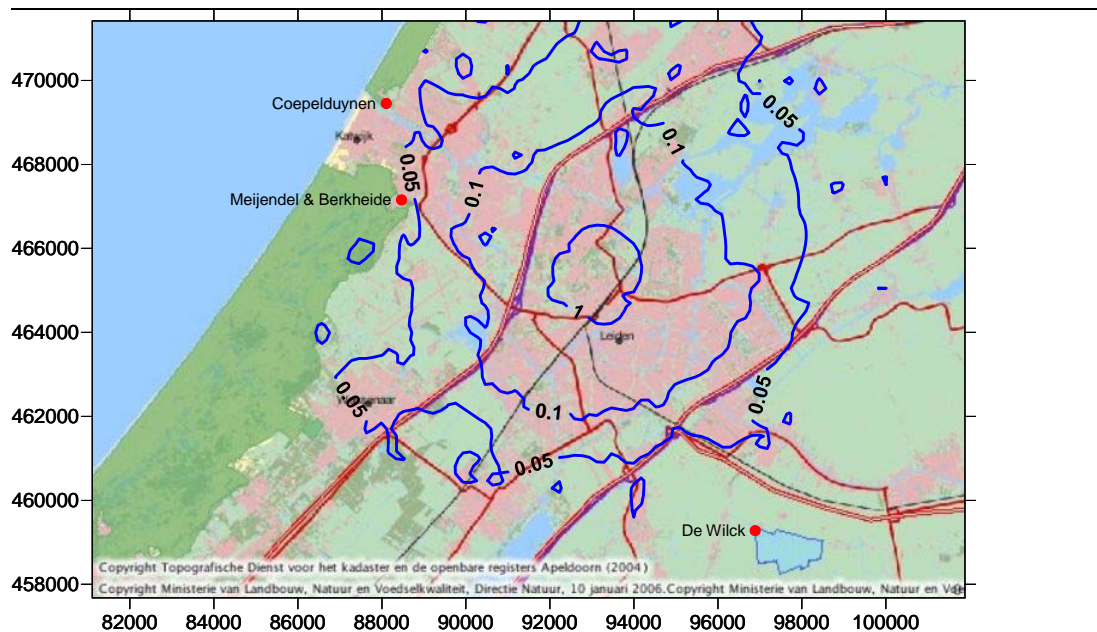 470000
468000
466000
464000
462000
460000
458000
Coepelduynen
Katwijk
Meijendel & Berkheide
Leiden
De Wilck
0.05
0.1
0.05
0.1
1
0.05
0.1
0.05
0.05
Copyright Topografische Dienst voor het kadaster en de openbare registers Apeldoorn (2004)
Copyright Ministerie van Landbouw, Natuur en Voedselkwaliteit, Directie Natuur, 10 januari 2006.Copyright Ministerie van Landbouw, Natuur en Voe
82000 84000 86000 88000 90000 92000 94000 96000 98000 100000